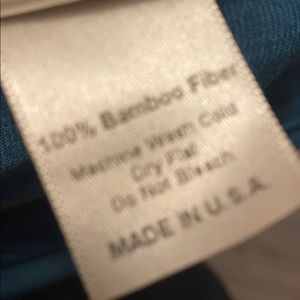 100% Bamboo Fiber
Machine Wash Cold
Dry Flat
Do Not Bleach
MADE IN U.S.A.